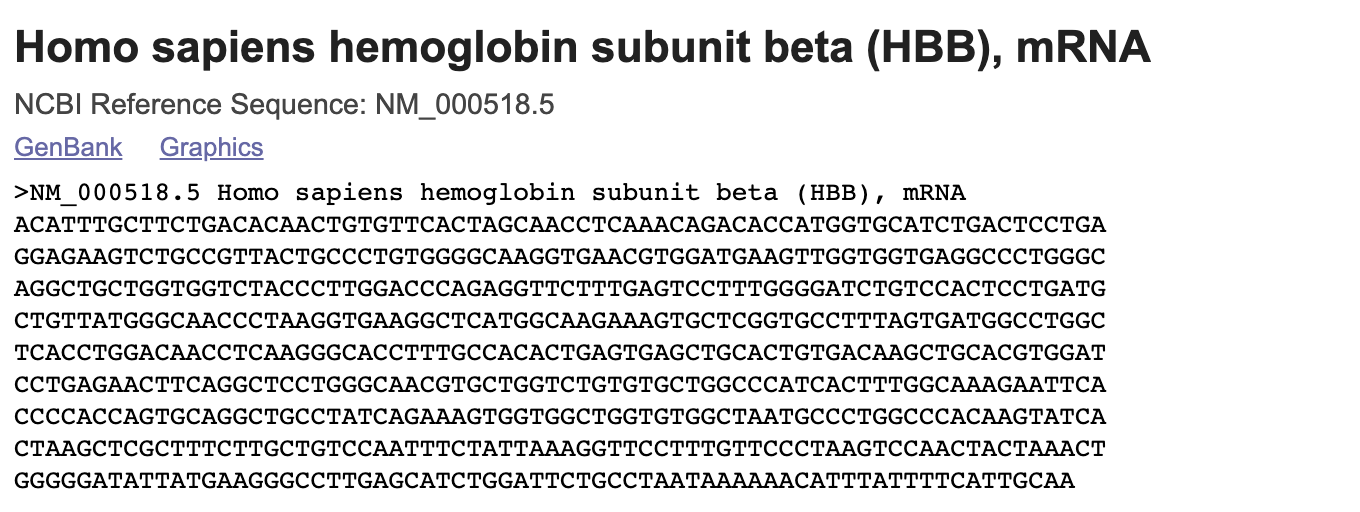 Homo sapiens hemoglobin subunit beta (HBB), mRNA
NCBI Reference Sequence: NM_000518.5
GenBank Graphics
>NM_000518.5 Homo sapiens hemoglobin subunit beta (HBB), mRNA
ACATTTGCTTCTGACACAACTGTGTTCACTAGCAACCTCAAACAGACACCATGGTGCATCTGACTCCTGA
GGAGAAGTCTGCCGTTACTGCCCTGTGGGGCAAGGTGAACGTGGATGAAGTTGGTGGTGAGGCCCTGGGC
AGGCTGCTGGTGGTCTACCCTTGGACCCAGAGGTTCTTTGAGTCCTTTGGGGATCTGTCCACTCCTGATG
CTGTTATGGGCAACCCTAAGGTGAAGGCTCATGGCAAGAAAGTGCTCGGTGCCTTTAGTGATGGCCTGGC
TCACCTGGACAACCTCAAGGGCACCTTTGCCACACTGAGTGAGCTGCACTGTGACAAGCTGCACGTGGAT
CCTGAGAACTTCAGGCTCCTGGGCAACGTGCTGGTCTGTGTGCTGGCCCATCACTTTGGCAAAGAATTCA
CCCCACCAGTGCAGGCTGCCTATCAGAAAGTGGTGGCTGGTGTGGCTAATGCCCTGGCCCACAAGTATCA
CTAAGCTCGCTTTCTTGCTGTCCAATTTCTATTAAAGGTTCCTTTGTTCCCTAAGTCCAACTACTAAACT
GGGGGATATTATGAAGGGCCTTGAGCATCTGGATTCTGCCTAATAAAAAACATTTATTTTCATTGCAA